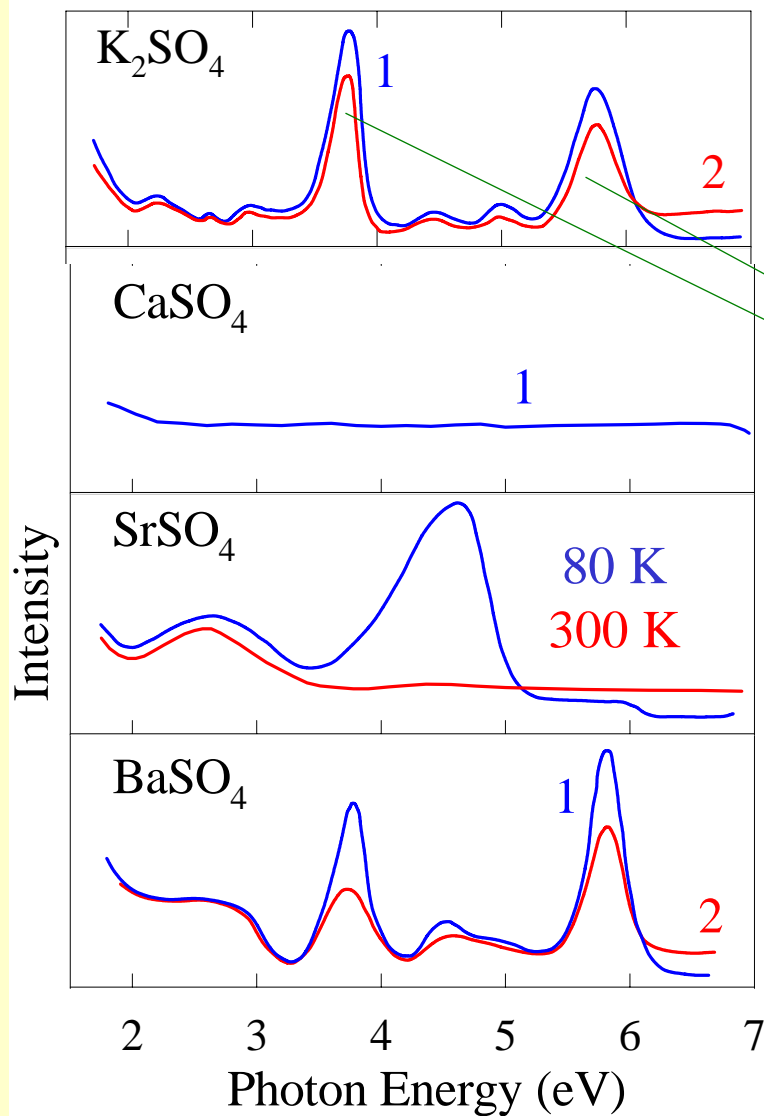 K₂SO₄
1
2
CaSO₄
1
SrSO₄
80 K
300 K
BaSO₄
1
2
Intensity
2 3 4 5 6 7
Photon Energy (eV)